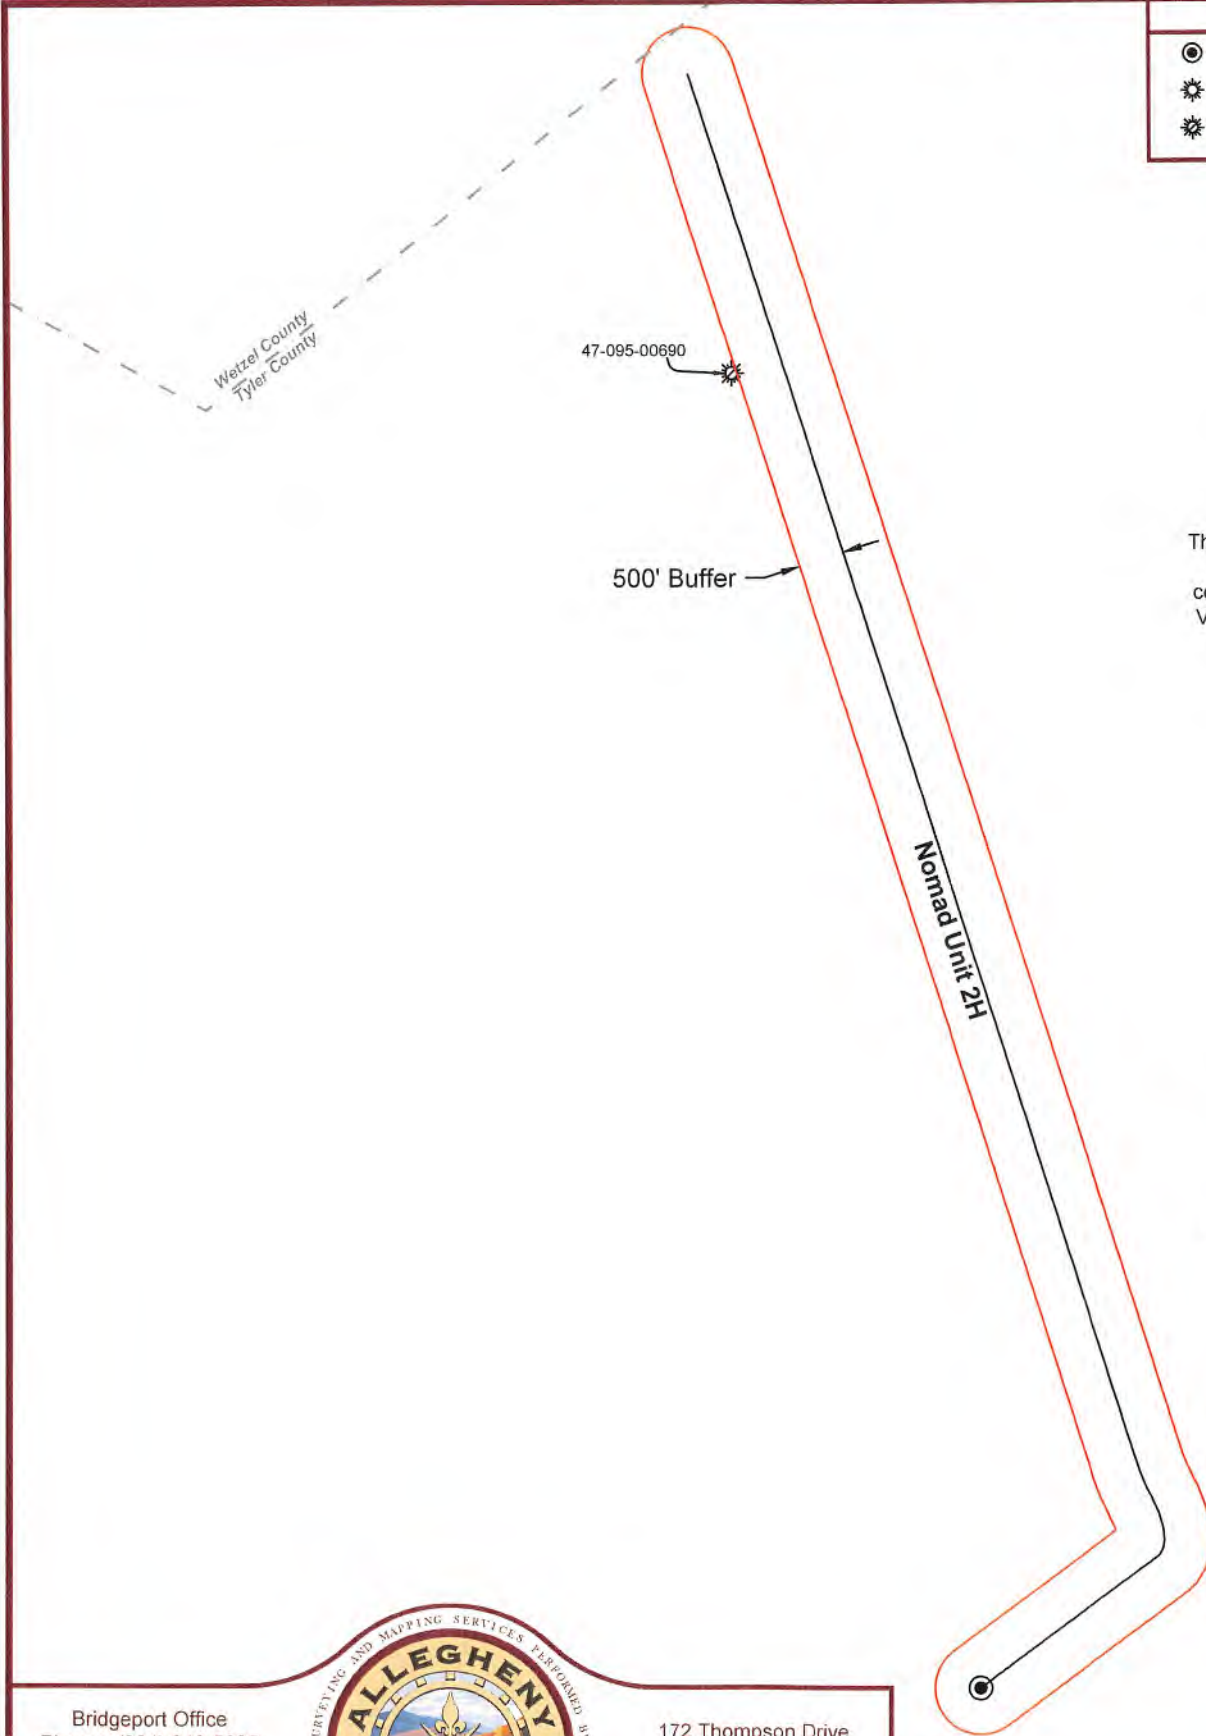 Wetzel County
Tyler County
47-095-00690
500' Buffer
Nomad Unit 2H
SURVEYING AND MAPPING SERVICES PERFORMED BY
ALLEGHENY
Bridgeport Office
172 Thompson Drive